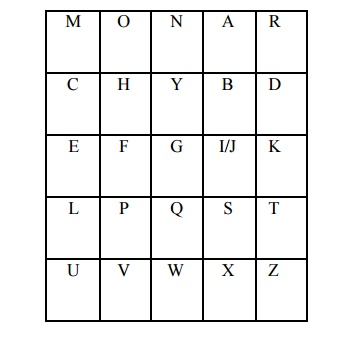 M O N A R
C H Y B D
E F G I/J K
L P Q S T
U V W X Z